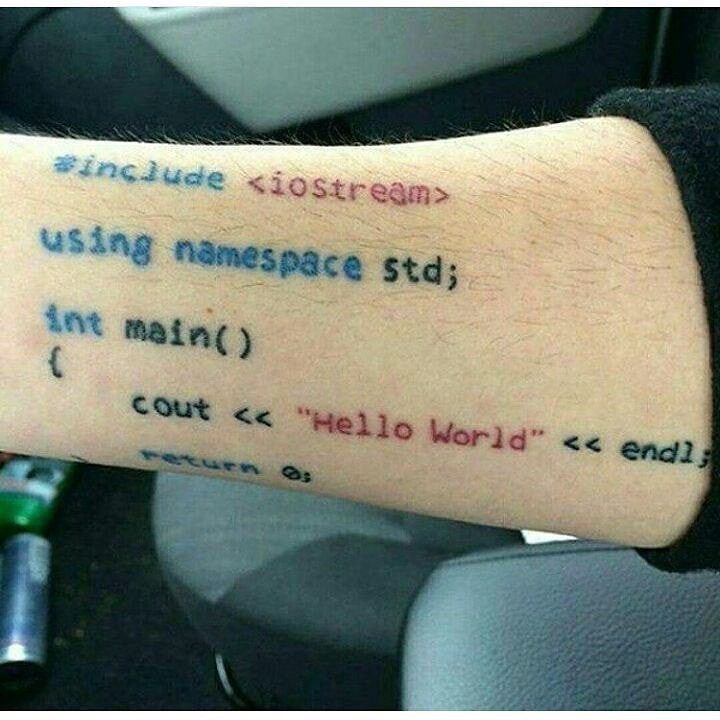 #include <iostream>
using namespace std;
int main()
{
cout << "Hello World" << endl;
return 0;
}